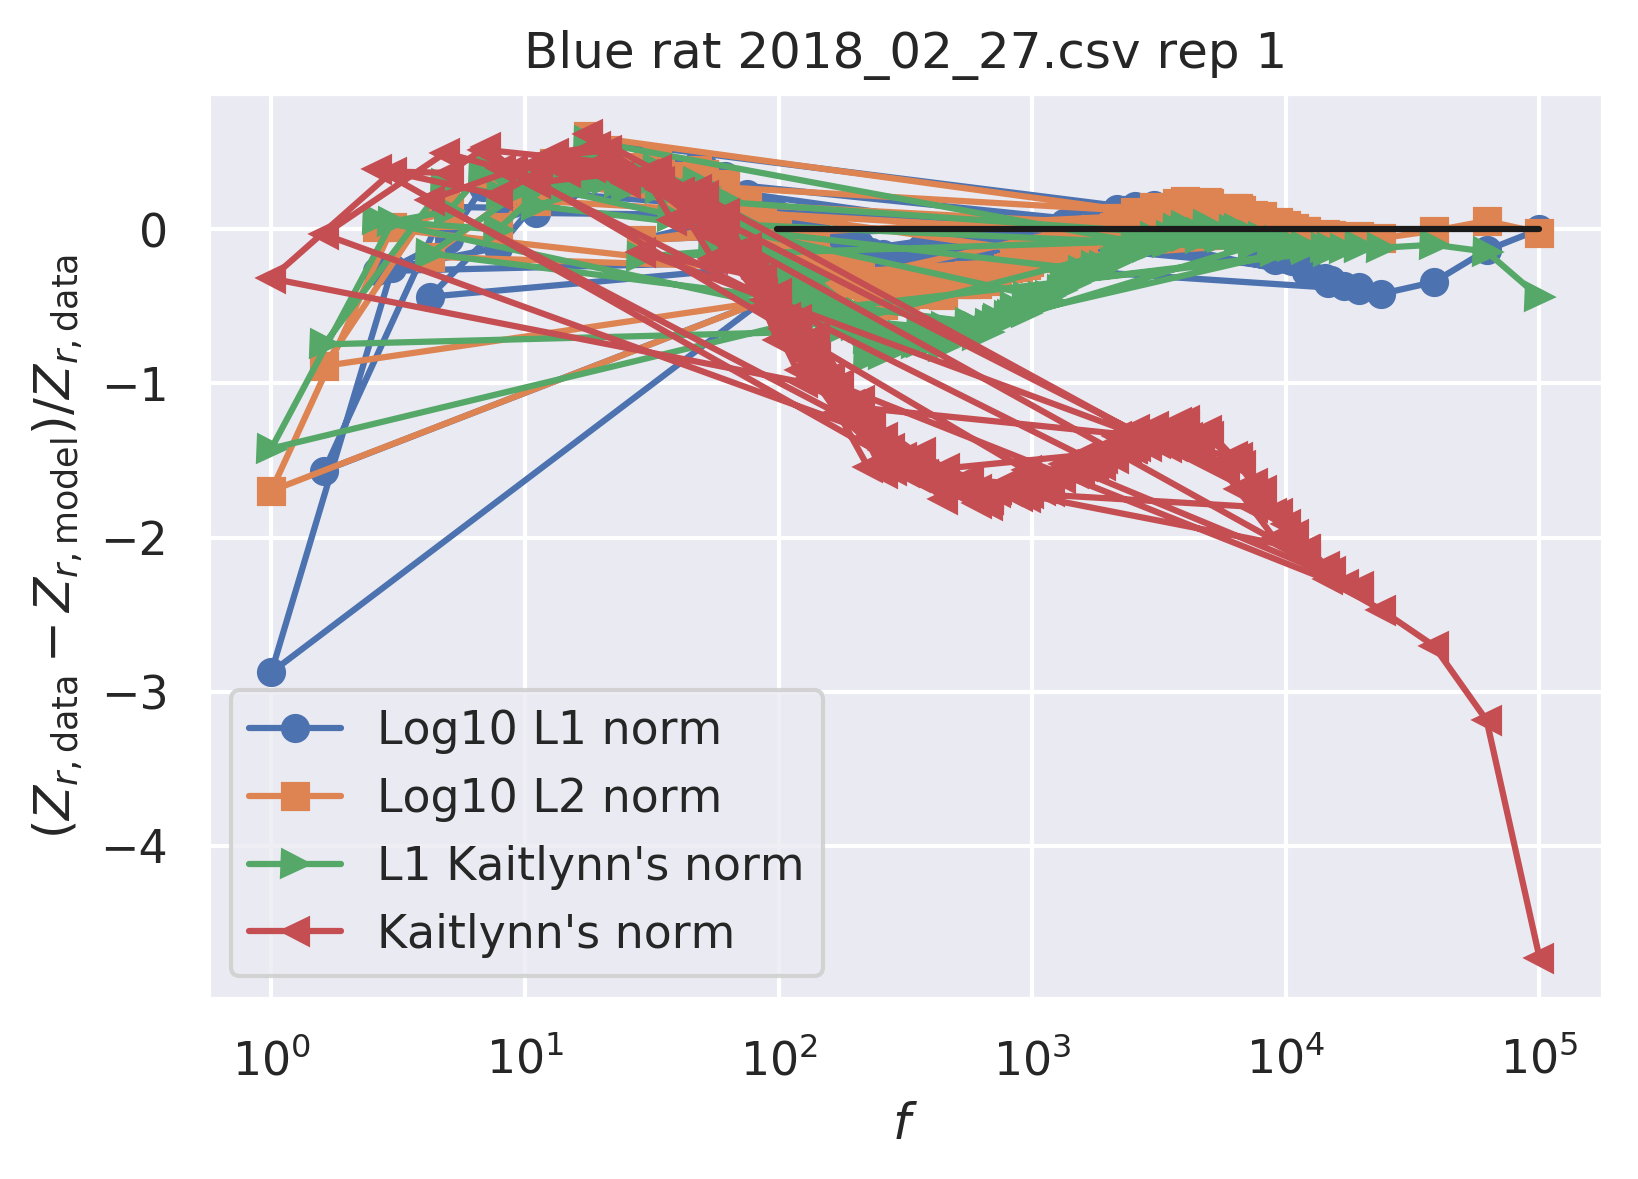 Blue rat 2018_02_27.csv rep 1
(Z_{r, data} − Z_{r, model})/Z_{r, data}
0
−1
−2
−3
−4
Log10 L1 norm
Log10 L2 norm
L1 Kaitlynn's norm
Kaitlynn's norm
10^0 10^1 10^2 10^3 10^4 10^5
f